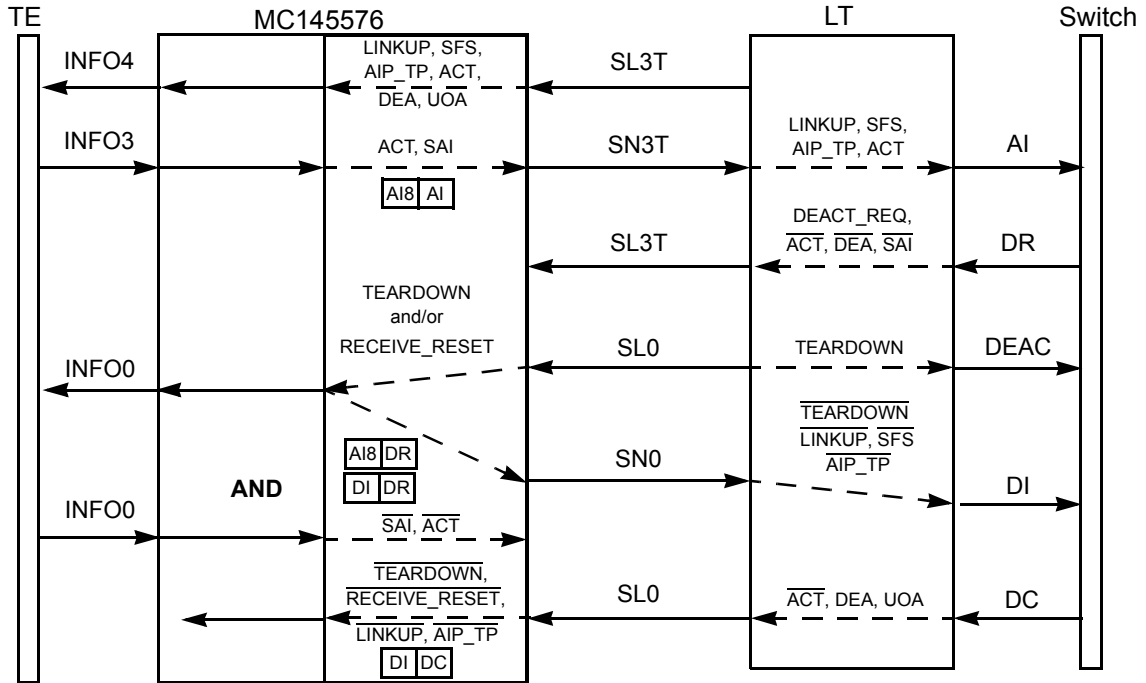 TE
MC145576
LT
Switch
INFO4
LINKUP, SFS,
AIP_TP, ACT,
DEA, UOA
SL3T
INFO3
ACT, SAI
AI8 AI
SN3T
LINKUP, SFS,
AIP_TP, ACT
AI
SL3T
DEACT_REQ,
ACT, DEA, SAI
DR
TEARDOWN
and/or
RECEIVE_RESET
INFO0
SL0
TEARDOWN
DEAC
AI8 DR
DI DR
SN0
TEARDOWN
LINKUP, SFS
AIP_TP
DI
AND
INFO0
SAI, ACT
TEARDOWN,
RECEIVE_RESET,
LINKUP, AIP_TP
DI DC
SL0
ACT, DEA, UOA
DC